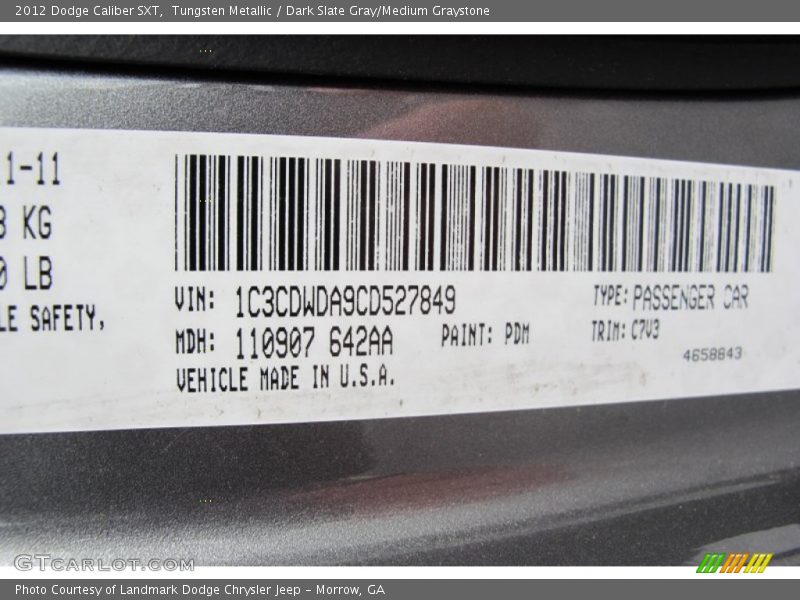 2012 Dodge Caliber SXT, Tungsten Metallic / Dark Slate Gray/Medium Graystone
1-11
KG
LB
LE SAFETY,
VIN: 1C3CDWDA9CD527849
TYPE: PASSENGER CAR
MDH: 110907 642AA
PAINT: PDM
TRIM: C7V3
VEHICLE MADE IN U.S.A.
4658843
GTCARLOT.COM
Photo Courtesy of Landmark Dodge Chrysler Jeep - Morrow, GA